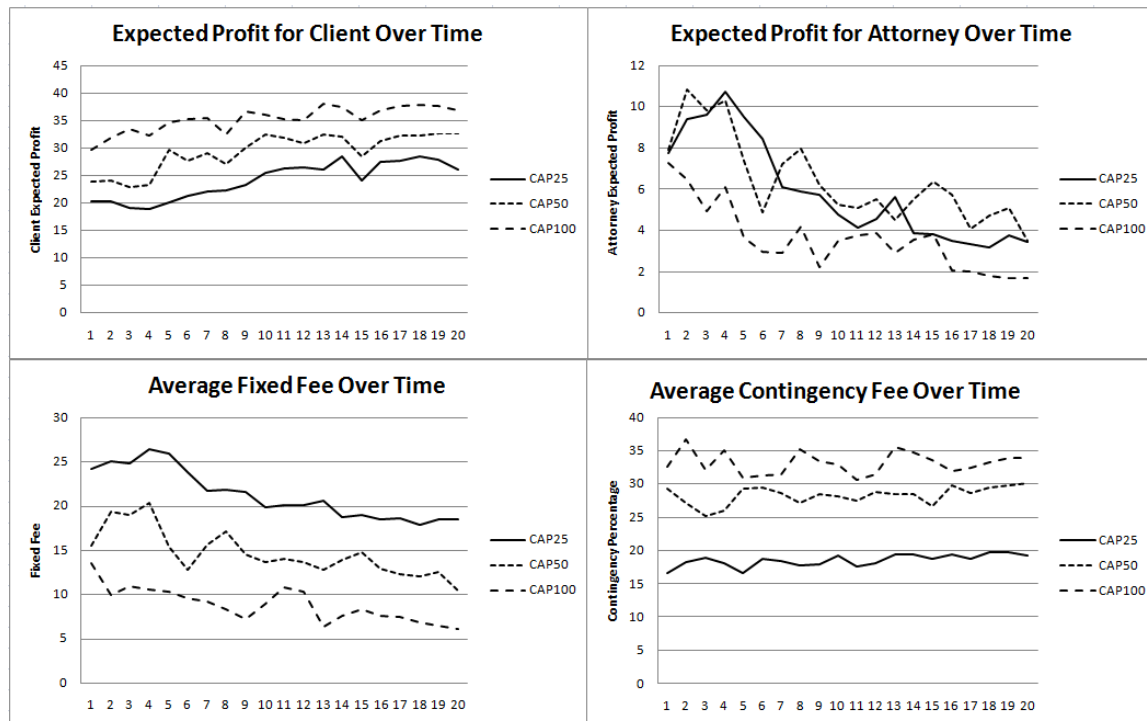 Expected Profit for Client Over Time
45
40
35
30
25
20
15
10
5
0
Client Expected Profit
1 2 3 4 5 6 7 8 9 10 11 12 13 14 15 16 17 18 19 20
CAP25
CAP50
CAP100
Expected Profit for Attorney Over Time
12
10
8
6
4
2
0
Attorney Expected Profit
1 2 3 4 5 6 7 8 9 10 11 12 13 14 15 16 17 18 19 20
CAP25
CAP50
CAP100
Average Fixed Fee Over Time
30
25
20
15
10
5
0
Fixed Fee
1 2 3 4 5 6 7 8 9 10 11 12 13 14 15 16 17 18 19 20
CAP25
CAP50
CAP100
Average Contingency Fee Over Time
40
35
30
25
20
15
10
5
0
Contingency Percentage
1 2 3 4 5 6 7 8 9 10 11 12 13 14 15 16 17 18 19 20
CAP25
CAP50
CAP100